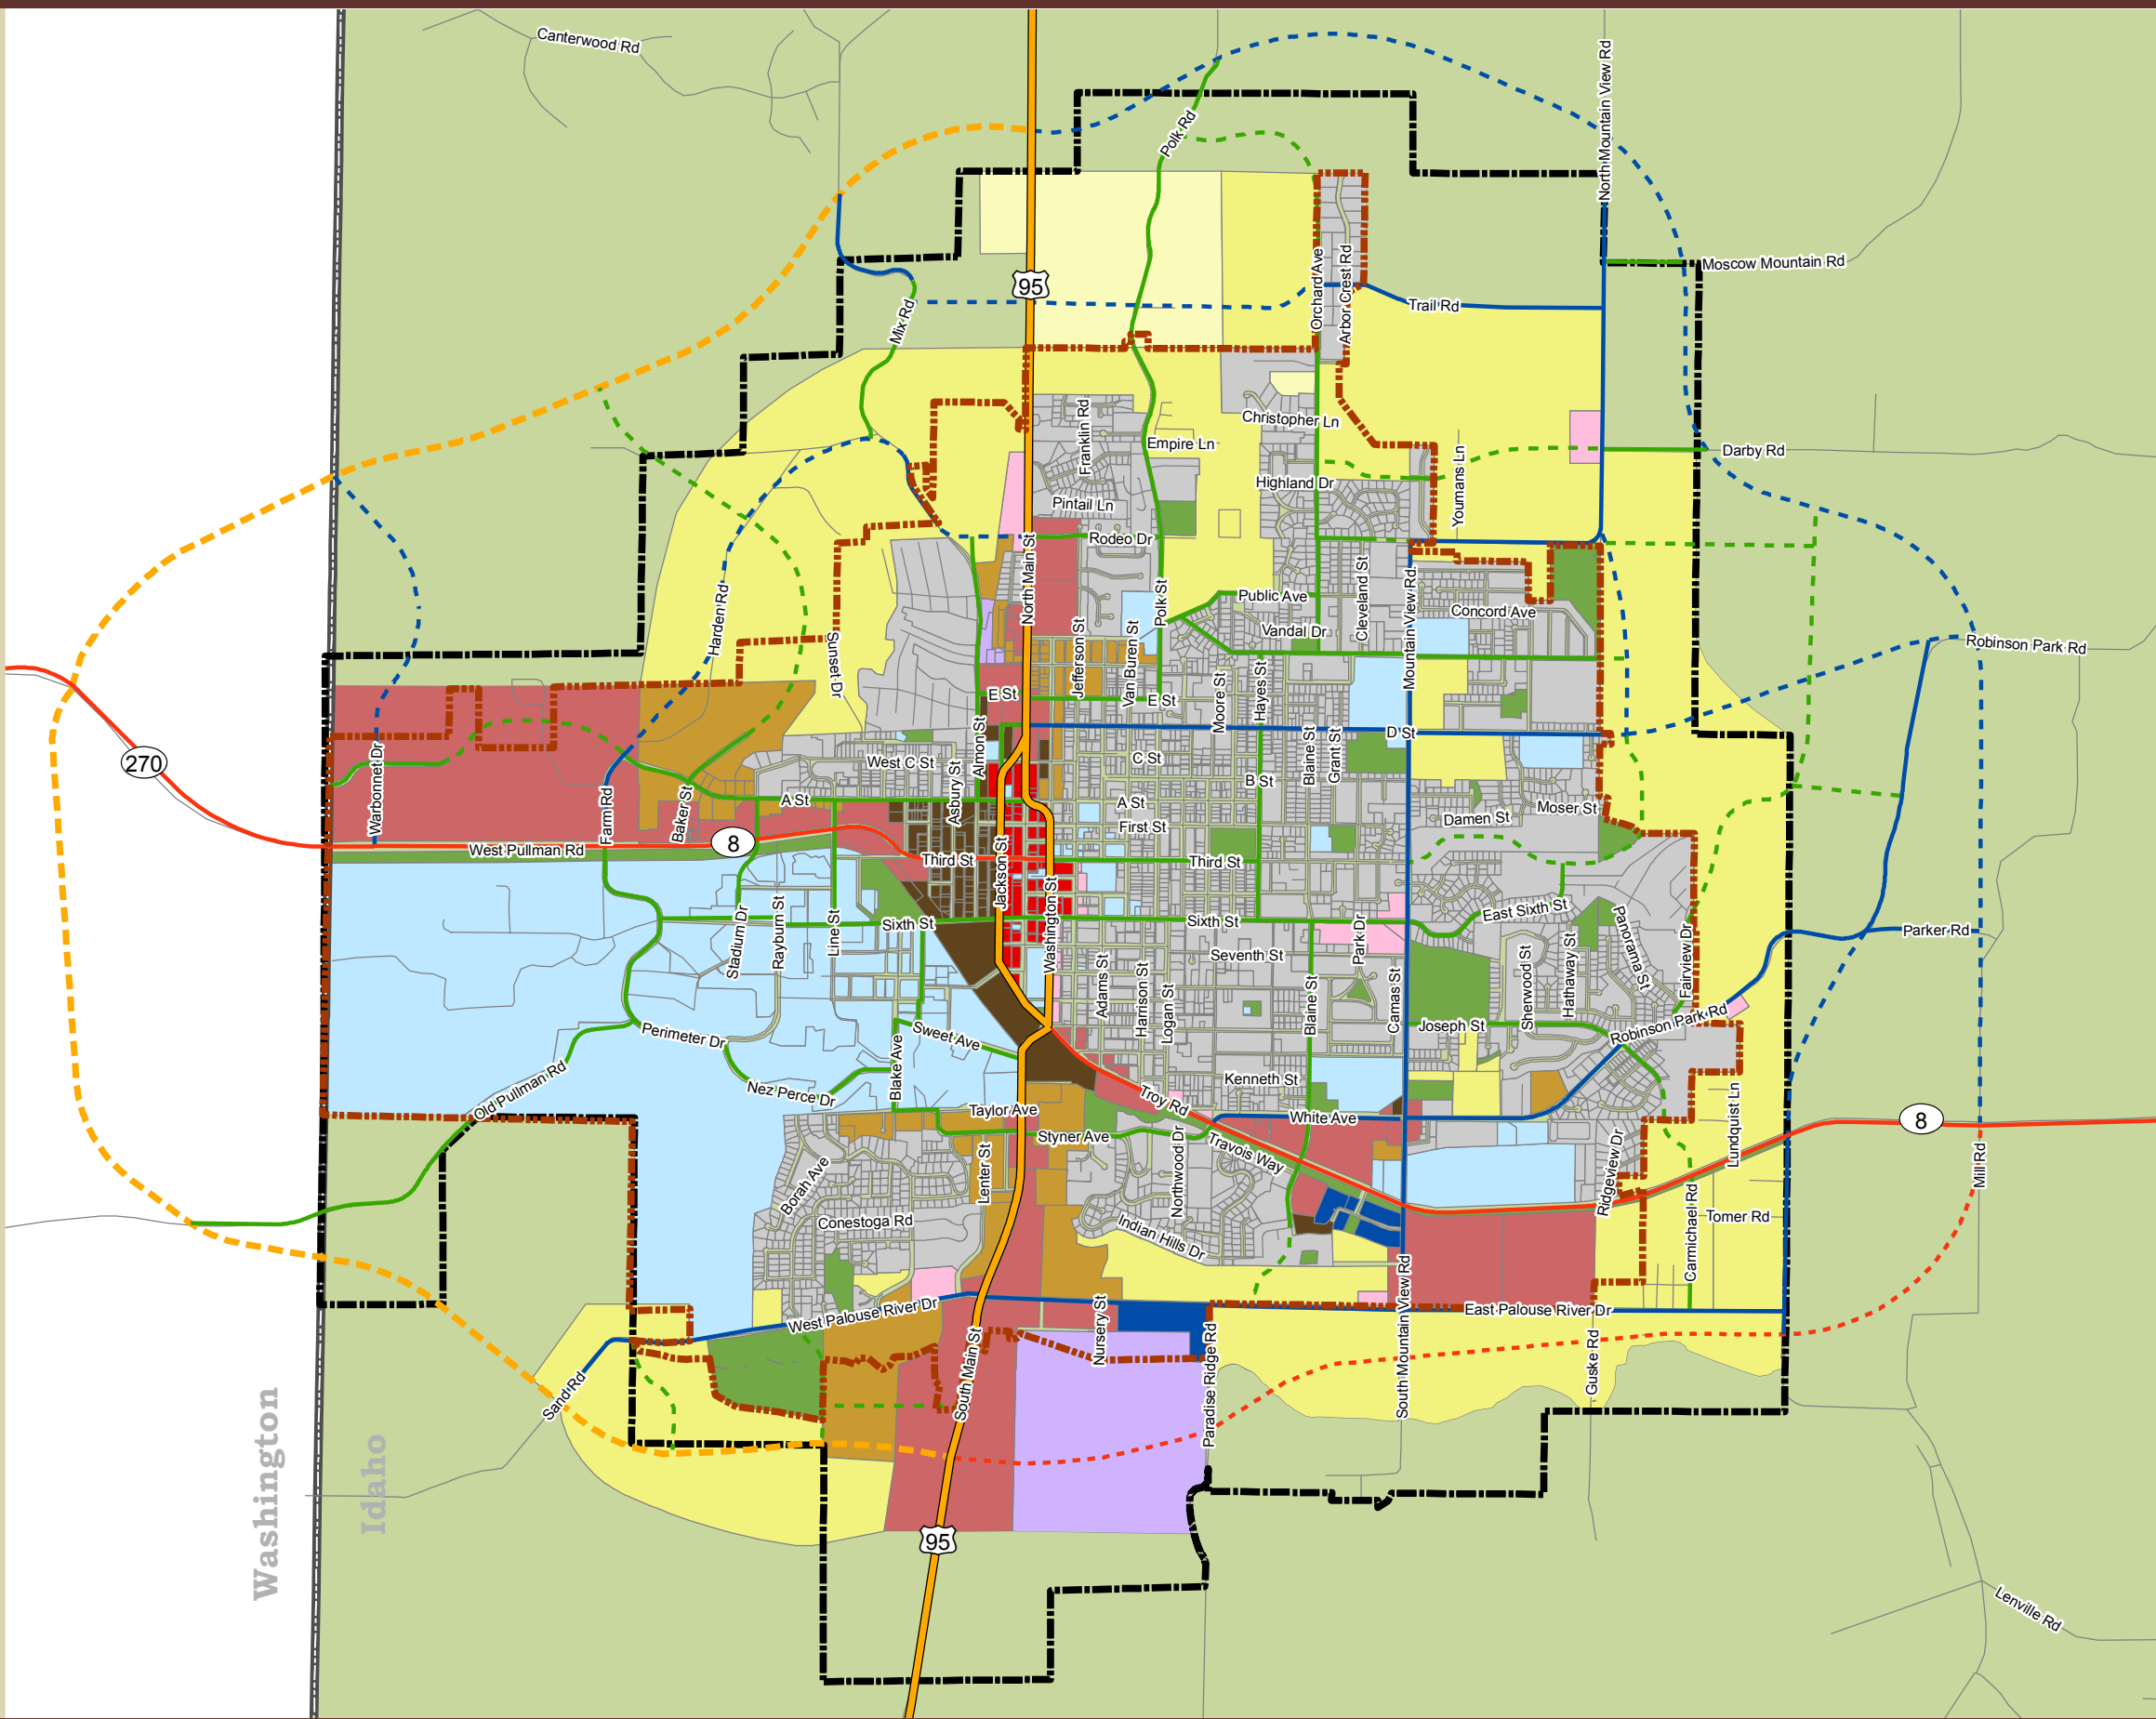 Canterwood Rd
North Mountain View Rd
Polk Rd
Moscow Mountain Rd
95
Orchard Ave
Arbor Crest Rd
Trail Rd
Mix Rd
Franklin Rd
Christopher Ln
Empire Ln
Youmans Ln
Darby Rd
Highland Dr
Pintail Ln
Rodeo Dr
North Main St
Harden Rd
Polk St
Public Ave
Cleveland St
Mountain View Rd.
Concord Ave
Vandal Dr
Sunset Dr
Jefferson St
Van Buren St
Robinson Park Rd
E St
E St
Moore St
Hayes St
D St
Almon St
Blaine St
Grant St
270
Warbonnet Dr
West C St
C St
B St
Farm Rd
Baker St
A St
Asbury St
A St
Moser St
Damen St
First St
8
West Pullman Rd
Third St
Third St
Jackson St
Washington St
Stadium Dr
Rayburn St
Line St
Sixth St
Sixth St
East Sixth St
Park Dr
Panorama St
Parker Rd
Seventh St
Sherwood St
Hathaway St
Fairview Dr
Adams St
Harrison St
Logan St
Blaine St
Camas St
Joseph St
Robinson Park Rd
Perimeter Dr
Sweet Ave
Blake Ave
Old Pullman Rd
Nez Perce Dr
Kenneth St
Troy Rd
Taylor Ave
White Ave
8
Lundquist Ln
Styner Ave
Travois Way
Northwood Dr
Ridgeview Dr
Mill Rd
Borah Ave
Lenter St
Conestoga Rd
Indian Hills Dr
Carmichael Rd
Tomer Rd
West Palouse River Dr
East Palouse River Dr
Nursery St
Paradise Ridge Rd
South Mountain View Rd
Guske Rd
South Main St
Sand Rd
Washington
Idaho
95
Lenville Rd